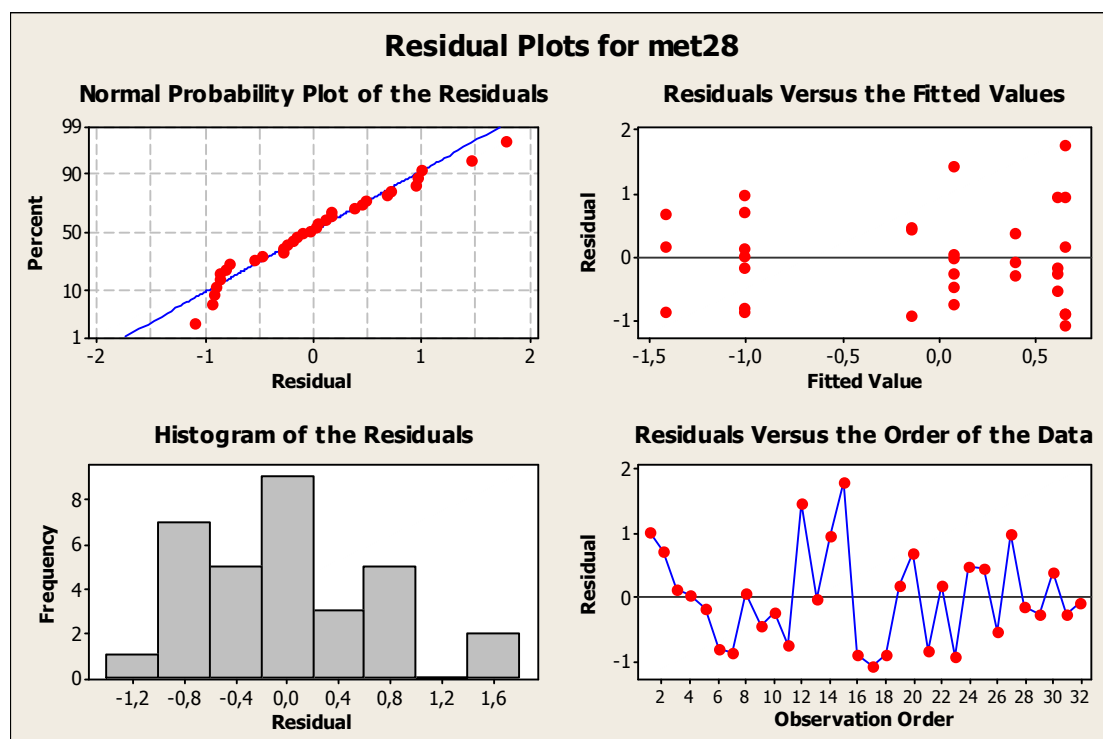 Residual Plots for met28
Normal Probability Plot of the Residuals
99
90
50
10
1
Percent
-2 -1 0 1 2
Residual
Residuals Versus the Fitted Values
2
1
0
-1
Residual
-1,5 -1,0 -0,5 0,0 0,5
Fitted Value
Histogram of the Residuals
8
6
4
2
0
Frequency
-1,2 -0,8 -0,4 0,0 0,4 0,8 1,2 1,6
Residual
Residuals Versus the Order of the Data
2
1
0
-1
Residual
2 4 6 8 10 12 14 16 18 20 22 24 26 28 30 32
Observation Order